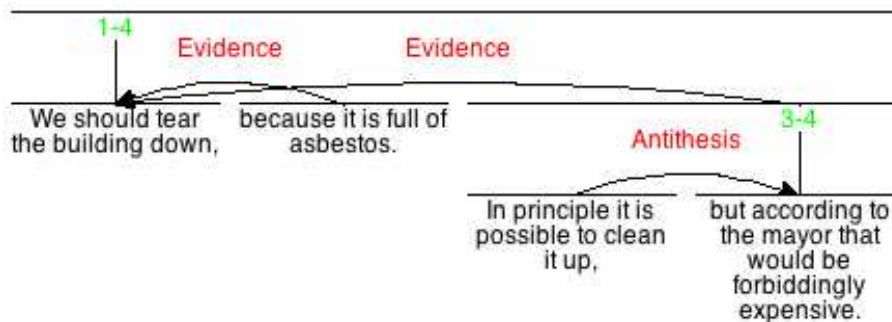 1-4
Evidence Evidence
We should tear
the building down,
because it is full of
asbestos.
3-4
Antithesis
In principle it is
possible to clean
it up,
but according to
the mayor that
would be
forbiddingly
expensive.